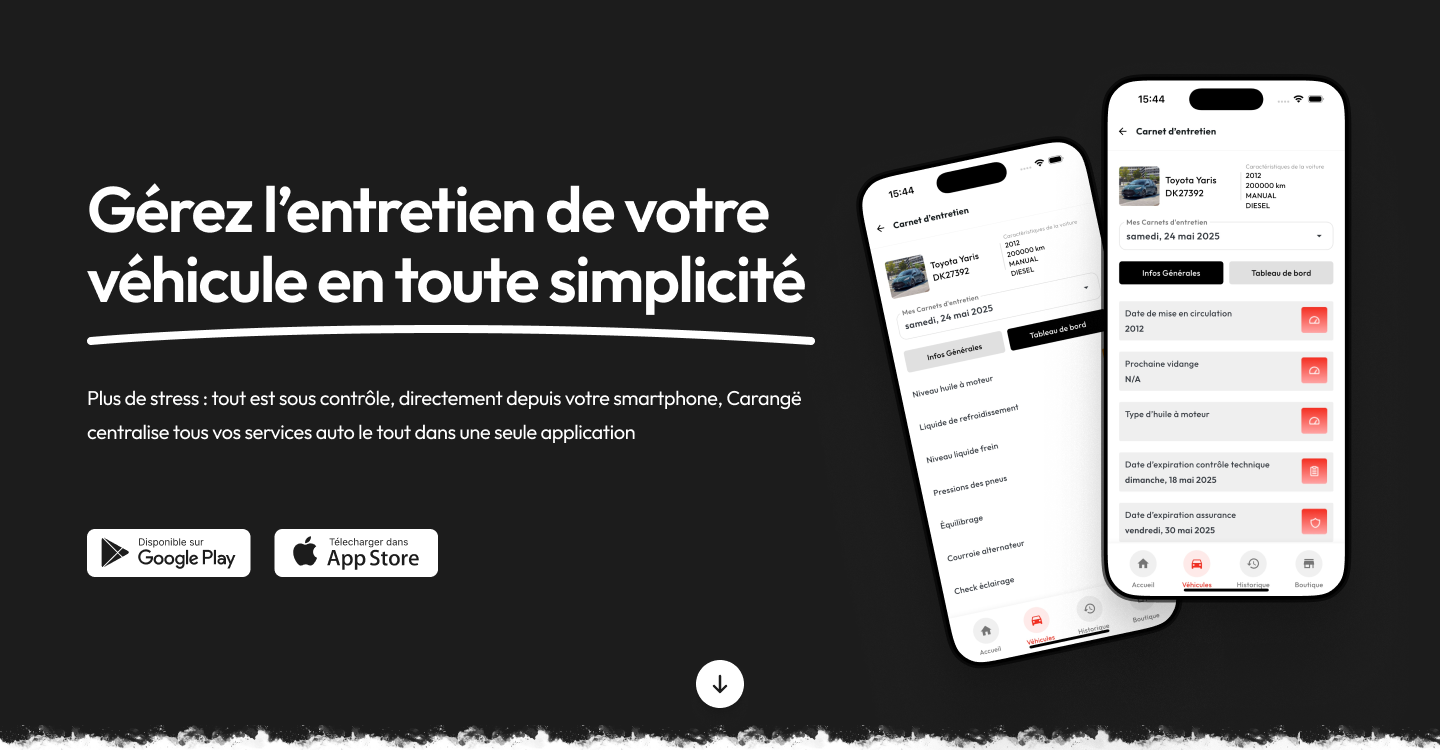 Gérez l’entretien de votre
véhicule en toute simplicité
Plus de stress : tout est sous contrôle, directement depuis votre smartphone, Carangë
centralise tous vos services auto le tout dans une seule application
Disponible sur
Google Play
Télecharger dans
App Store
15:44
Carnet d'entretien
Toyota Yaris
DK27392
Caractéristiques de la voiture
2012
200000 km
MANUAL
DIESEL
Mes Carnets d'entretien
samedi, 24 mai 2025
Infos Générales
Tableau de bord
Niveau huile à moteur
Liquide de refroidissement
Niveau liquide frein
Pressions des pneus
Équilibrage
Courroie alternateur
Check éclairage
Accueil
Véhicules
Historique
Boutique
15:44
Carnet d'entretien
Toyota Yaris
DK27392
Caractéristiques de la voiture
2012
200000 km
MANUAL
DIESEL
Mes Carnets d'entretien
samedi, 24 mai 2025
Infos Générales
Tableau de bord
Date de mise en circulation
2012
Prochaine vidange
N/A
Type d'huile à moteur
Date d'expiration contrôle technique
dimanche, 18 mai 2025
Date d'expiration assurance
vendredi, 30 mai 2025
Accueil
Véhicules
Historique
Boutique